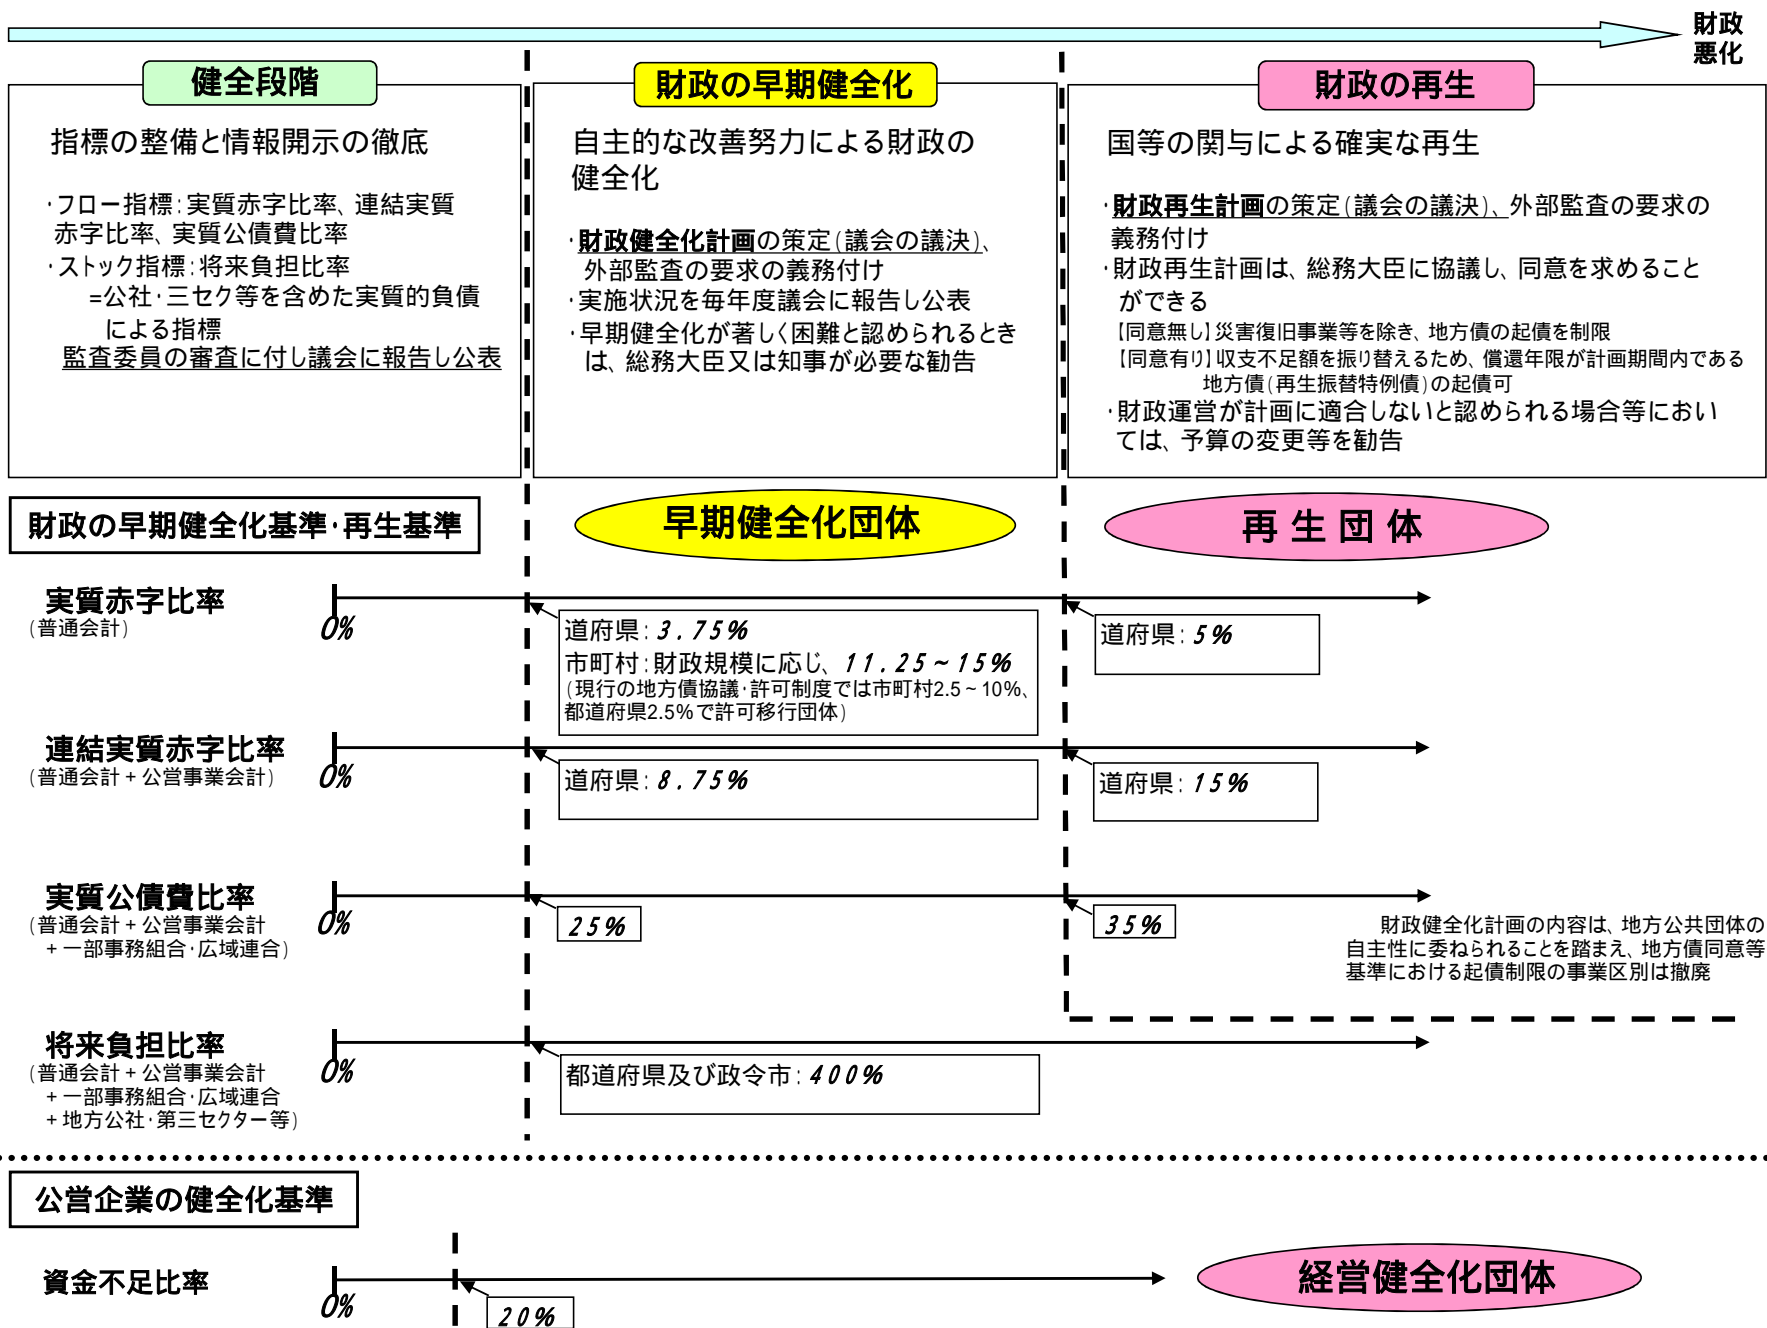 財政
悪化
健全段階
指標の整備と情報開示の徹底
・フロー指標：実質赤字比率、連結実質
赤字比率、実質公債費比率
・ストック指標：将来負担比率
=公社・三セク等を含めた実質的負債
による指標
監査委員の審査に付し議会に報告し公表
財政の早期健全化
自主的な改善努力による財政の
健全化
・財政健全化計画の策定（議会の議決）、
外部監査の要求の義務付け
・実施状況を毎年度議会に報告し公表
・早期健全化が著しく困難と認められるとき
は、総務大臣又は知事が必要な勧告
財政の再生
国等の関与による確実な再生
・財政再生計画の策定（議会の議決）、外部監査の要求の
義務付け
・財政再生計画は、総務大臣に協議し、同意を求めること
ができる
【同意無し】災害復旧事業等を除き、地方債の起債を制限
【同意有り】収支不足額を振り替えるため、償還年限が計画期間内である
地方債（再生振替特例債）の起債可
・財政運営が計画に適合しないと認められる場合等におい
ては、予算の変更等を勧告
財政の早期健全化基準・再生基準
早期健全化団体
再生団体
実質赤字比率
（普通会計）
0%
道府県：3.75%
市町村：財政規模に応じ、11.25～15%
（現行の地方債協議・許可制度では市町村2.5～10%、
都道府県2.5%で許可移行団体）
道府県：5%
連結実質赤字比率
（普通会計＋公営事業会計）
0%
道府県：8.75%
道府県：15%
実質公債費比率
（普通会計＋公営事業会計
＋一部事務組合・広域連合）
0%
25%
35%
財政健全化計画の内容は、地方公共団体の
自主性に委ねられることを踏まえ、地方債同意等
基準における起債制限の事業区別は撤廃
将来負担比率
（普通会計＋公営事業会計
＋一部事務組合・広域連合
＋地方公社・第三セクター等）
0%
都道府県及び政令市：400%
公営企業の健全化基準
資金不足比率
0%
20%
経営健全化団体